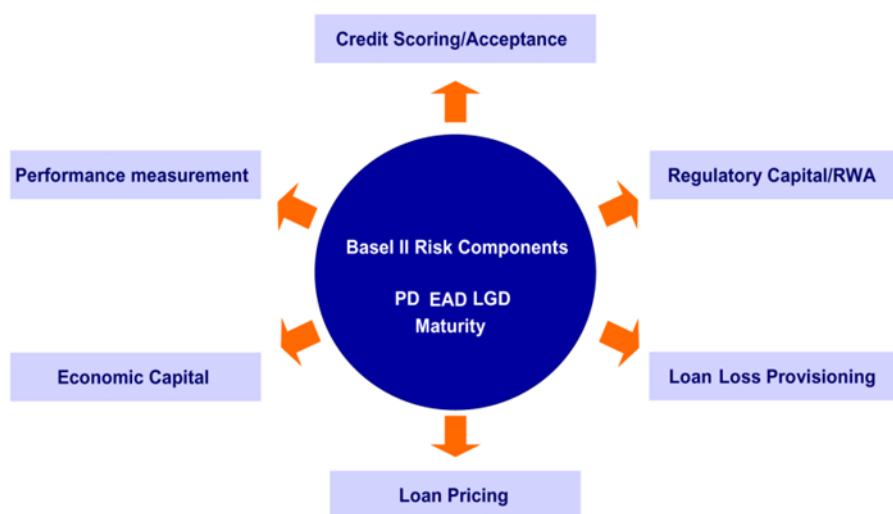 Credit Scoring/Acceptance
Performance measurement
Regulatory Capital/RWA
Basel II Risk Components
PD EAD LGD
Maturity
Economic Capital
Loan Loss Provisioning
Loan Pricing